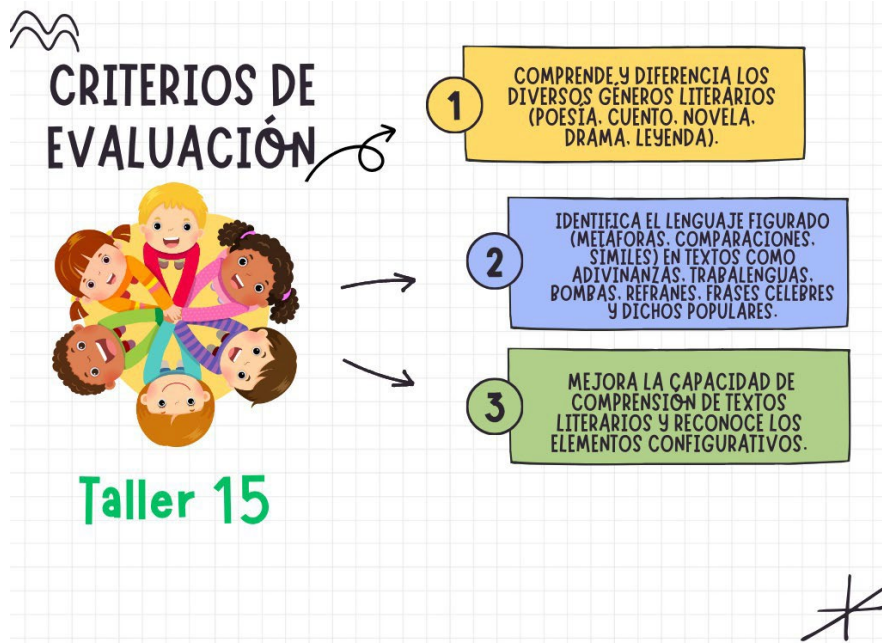 CRITERIOS DE
EVALUACIÓN
1
COMPRENDE Y DIFERENCIA LOS
DIVERSOS GÉNEROS LITERARIOS
(POESÍA, CUENTO, NOVELA,
DRAMA, LEYENDA).
2
IDENTIFICA EL LENGUAJE FIGURADO
(METÁFORAS, COMPARACIONES,
SÍMILES) EN TEXTOS COMO
ADIVINANZAS, TRABALENGUAS,
BOMBAS, REFRANES, FRASES CÉLEBRES
Y DICHOS POPULARES.
3
MEJORA LA CAPACIDAD DE
COMPRENSIÓN DE TEXTOS
LITERARIOS Y RECONOCE LOS
ELEMENTOS CONFIGURATIVOS.
Taller 15